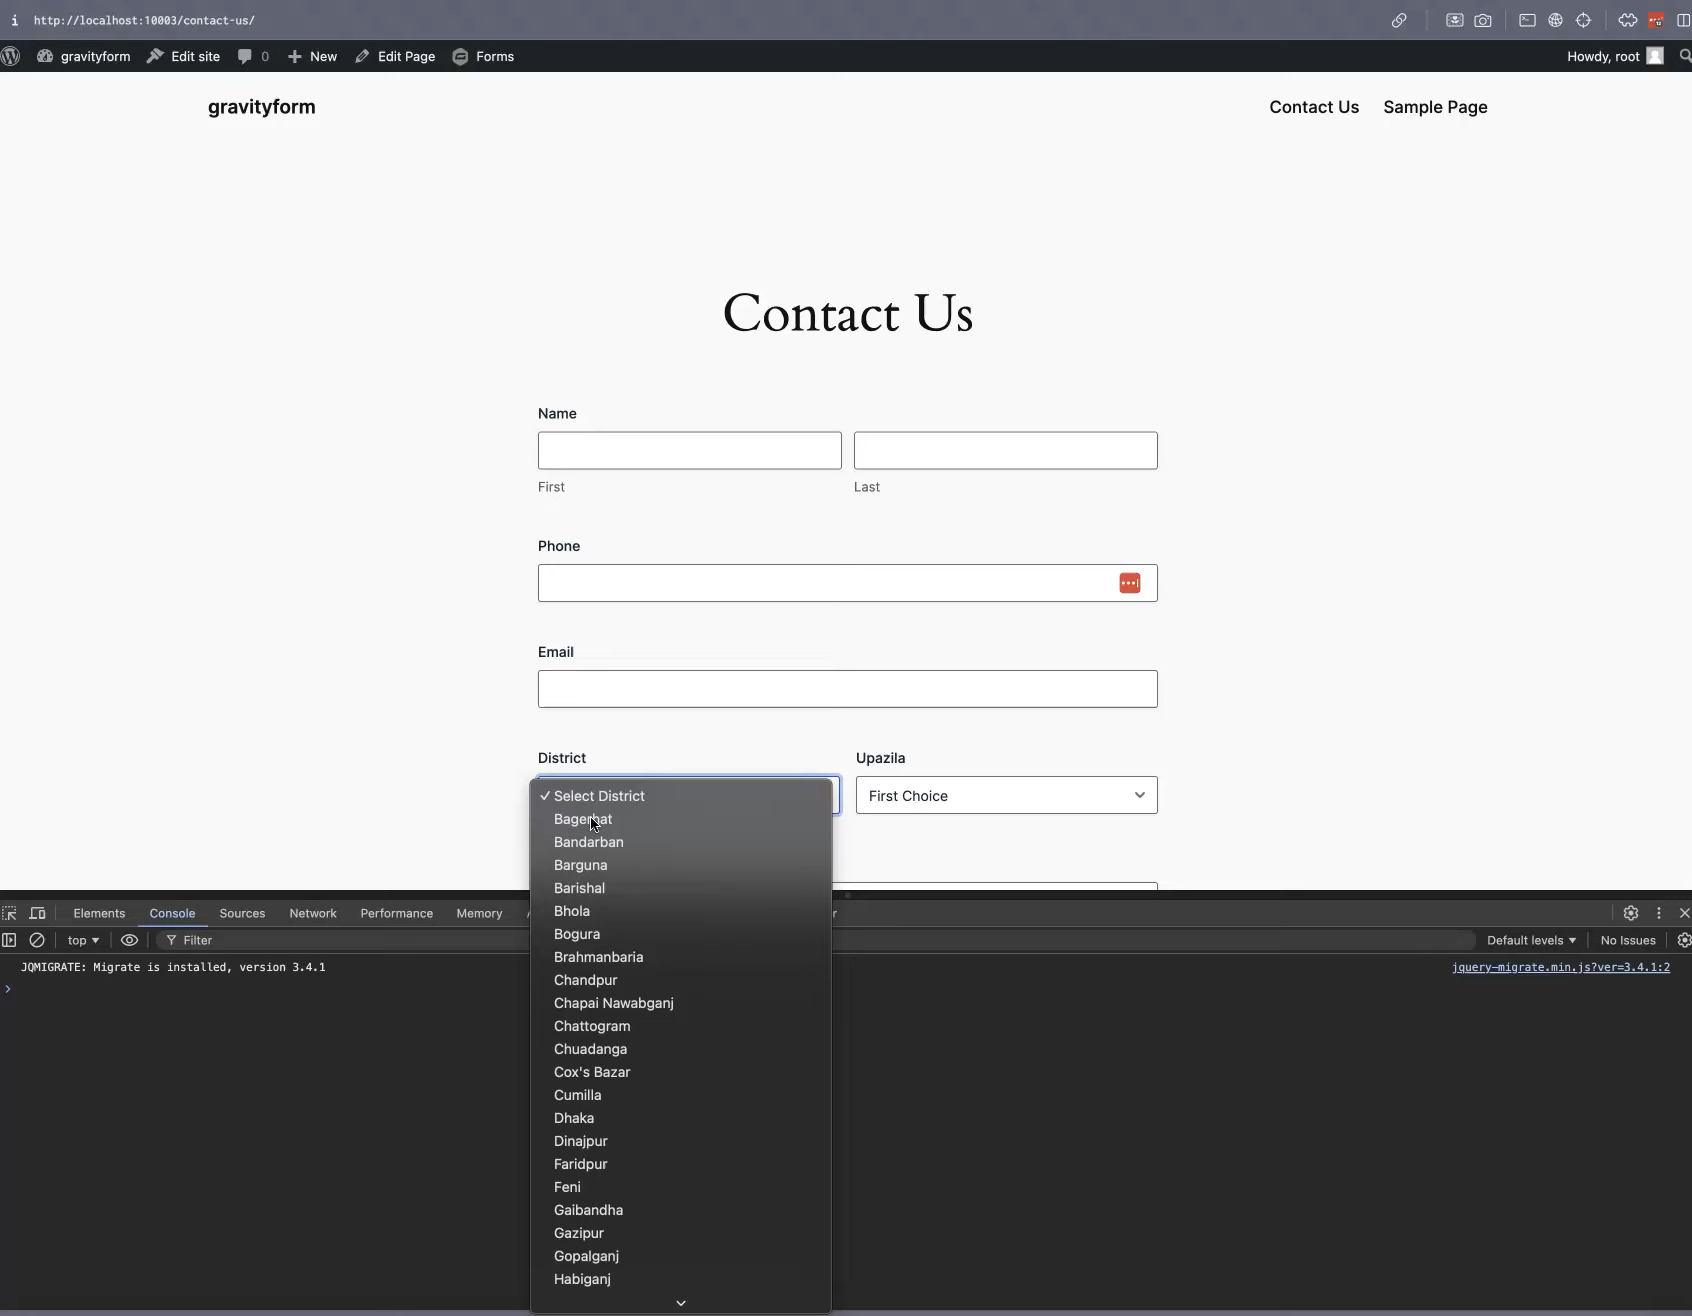 i http://localhost:10003/contact-us/
gravityform Edit site 0 New Edit Page Forms Howdy, root
gravityform Contact Us Sample Page
Contact Us
Name
First Last
Phone
Email
District Upazila
✓ Select District First Choice
Bagerhat
Bandarban
Barguna
Barishal
Elements Console Sources Network Performance Memory
Bhola
top Filter Default levels No Issues
Bogura
JQMIGRATE: Migrate is installed, version 3.4.1 jquery-migrate.min.js?ver=3.4.1:2
Brahmanbaria
Chandpur
Chapai Nawabganj
Chattogram
Chuadanga
Cox's Bazar
Cumilla
Dhaka
Dinajpur
Faridpur
Feni
Gaibandha
Gazipur
Gopalganj
Habiganj